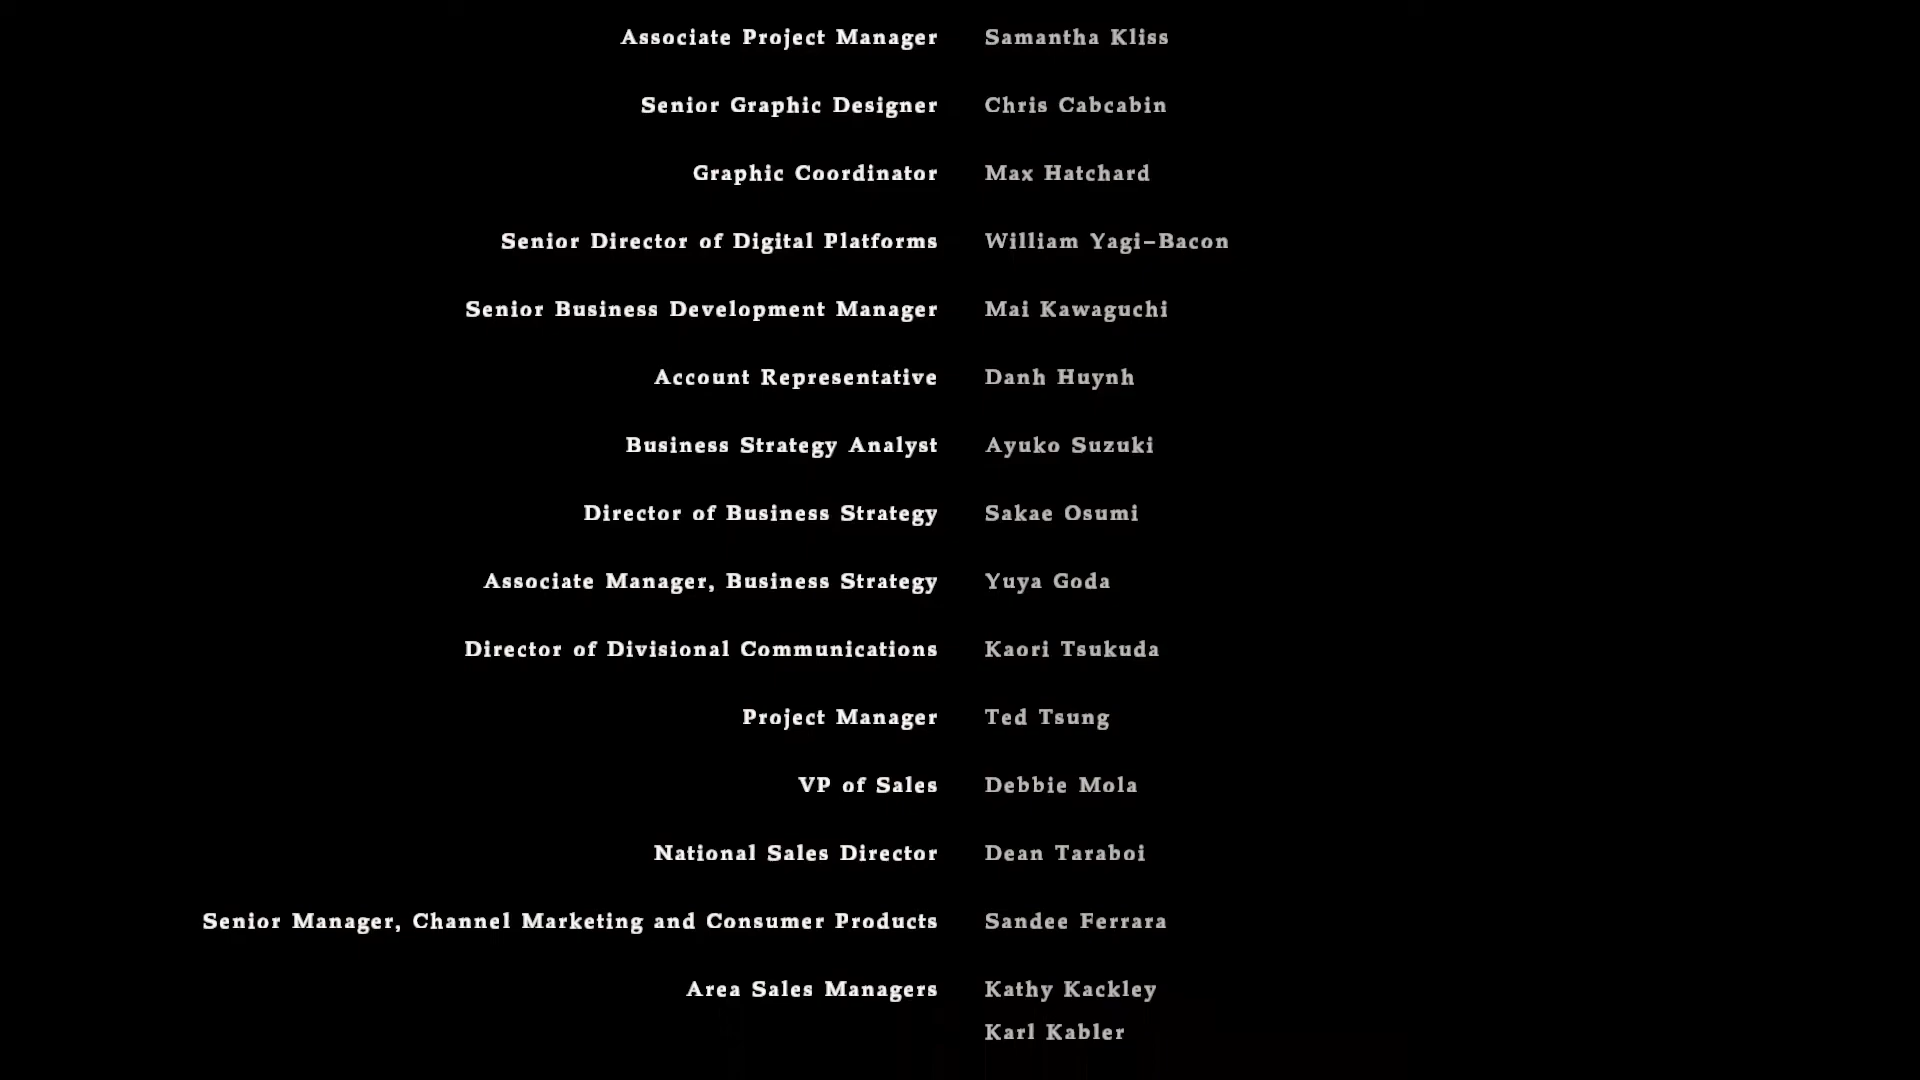 Associate Project Manager Samantha Kliss
Senior Graphic Designer Chris Cabcabin
Graphic Coordinator Max Hatchard
Senior Director of Digital Platforms William Yagi-Bacon
Senior Business Development Manager Mai Kawaguchi
Account Representative Danh Huynh
Business Strategy Analyst Ayuko Suzuki
Director of Business Strategy Sakae Osumi
Associate Manager, Business Strategy Yuya Goda
Director of Divisional Communications Kaori Tsukuda
Project Manager Ted Tsung
VP of Sales Debbie Mola
National Sales Director Dean Taraboi
Senior Manager, Channel Marketing and Consumer Products Sandee Ferrara
Area Sales Managers Kathy Kackley
Karl Kabler